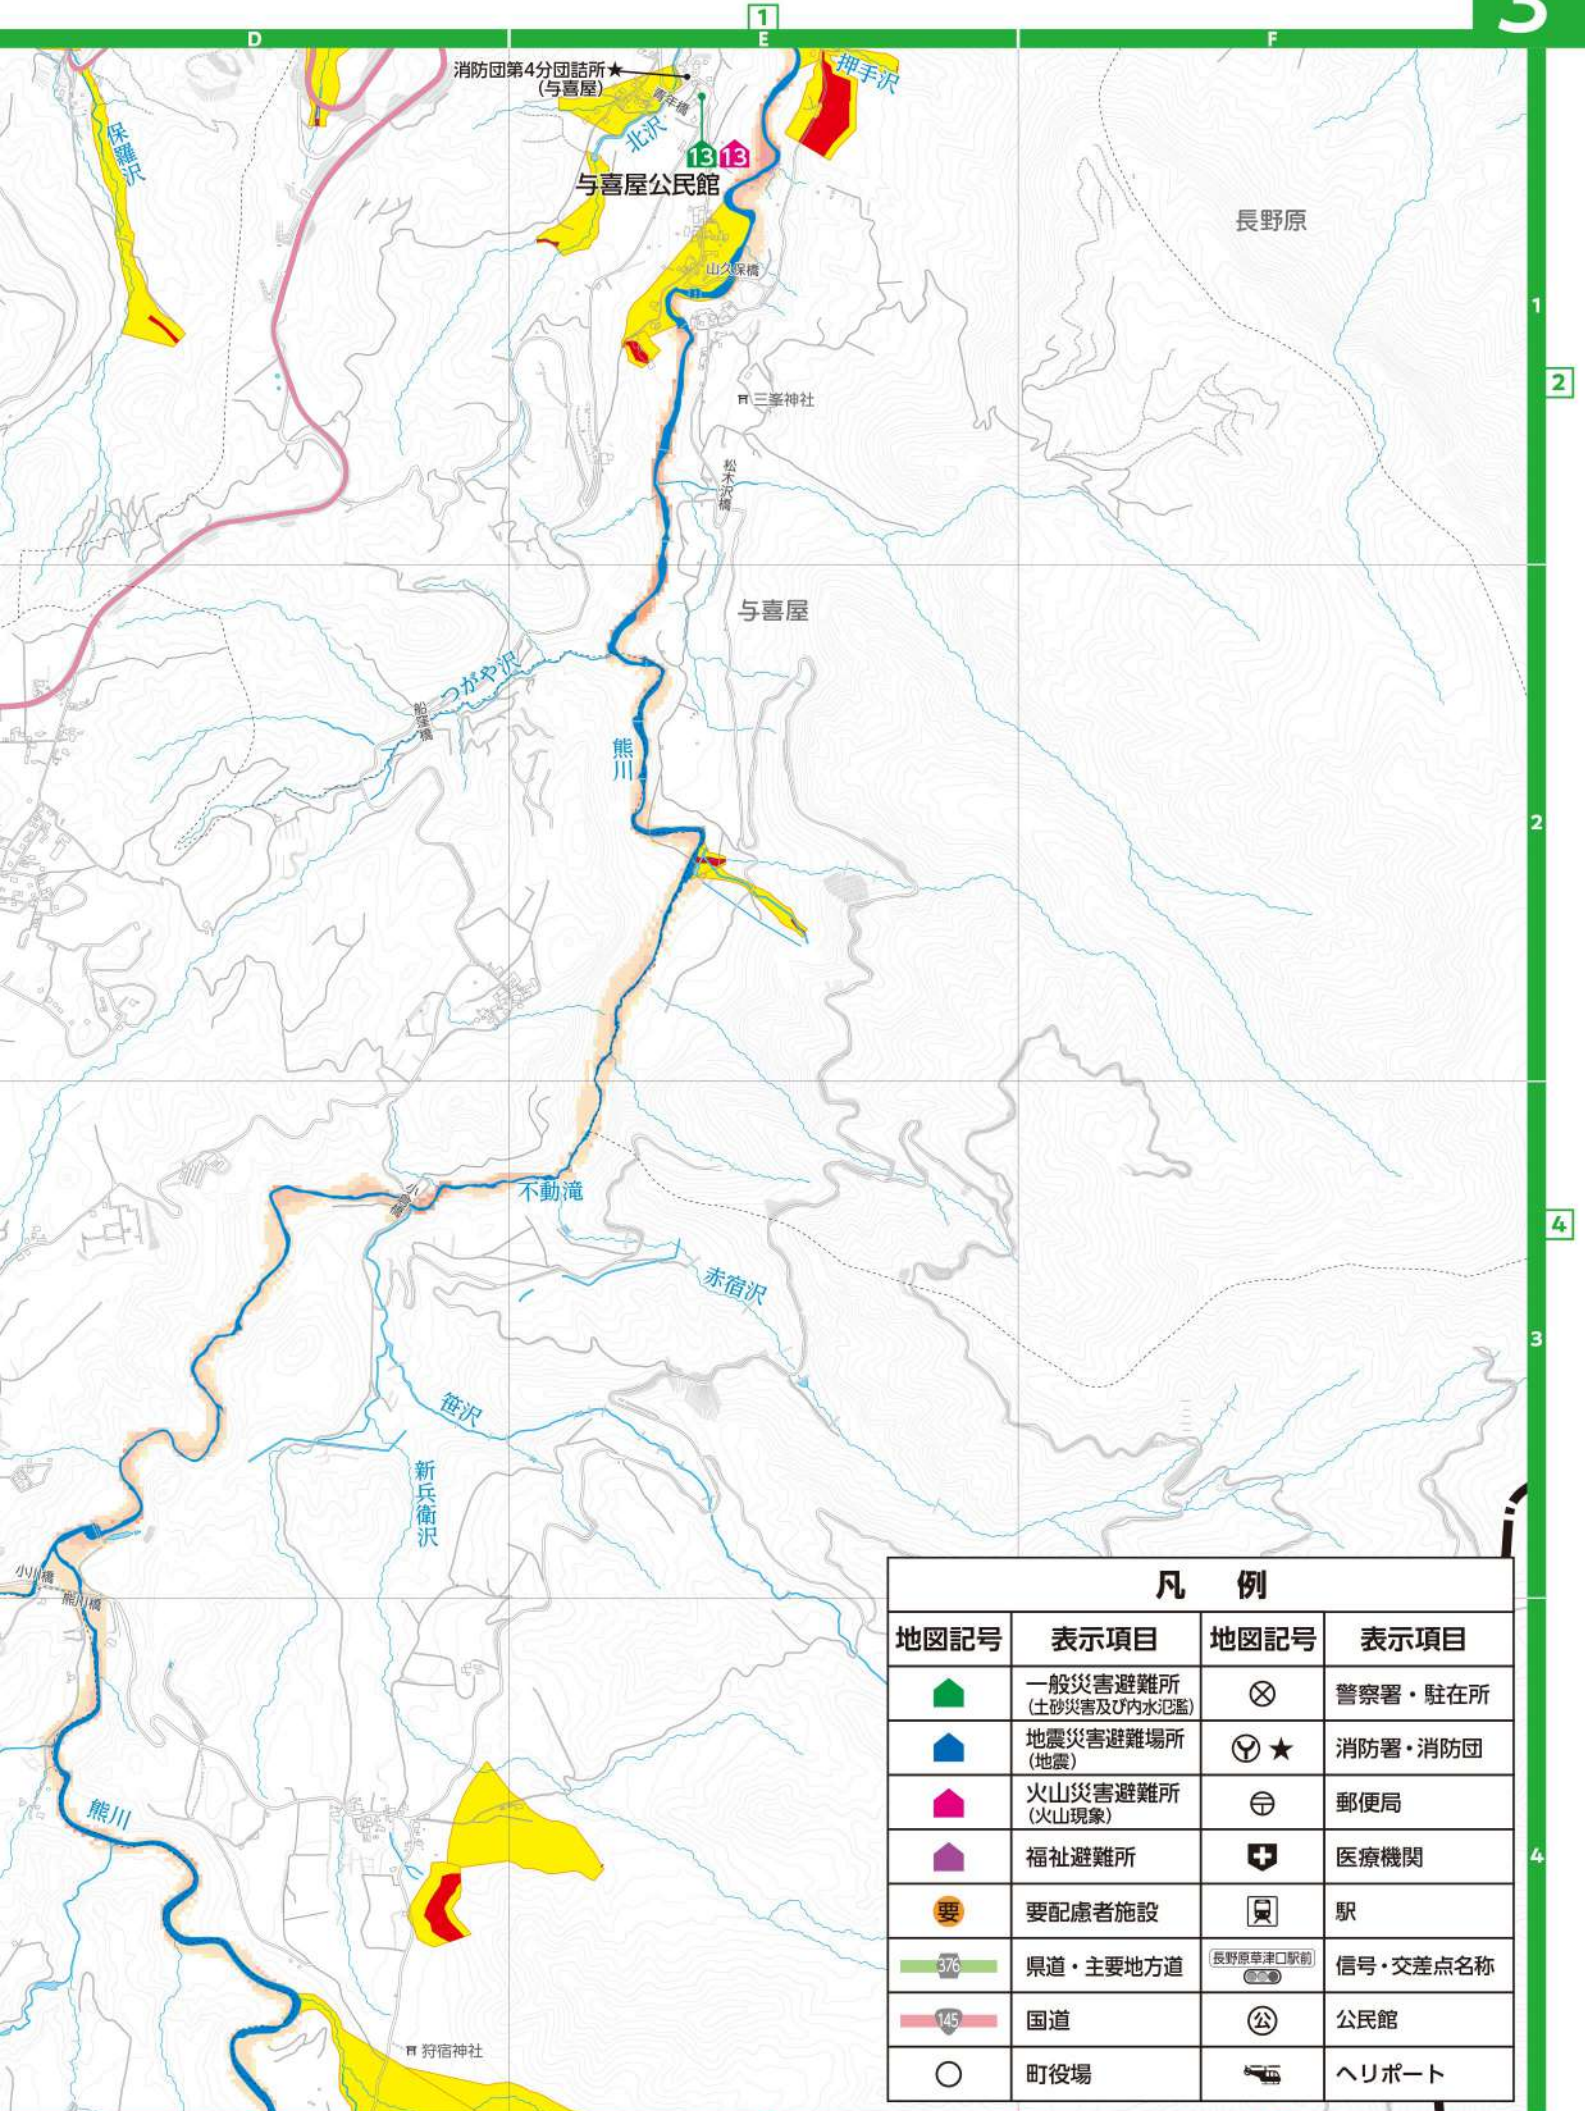 1
3
D
E
F
消防団第4分団詰所★
(与喜屋)
青年橋
押手沢
保羅沢
北沢
13 13
与喜屋公民館
長野原
山久保橋
1
2
三峯神社
松木沢橋
与喜屋
つがや沢
船窪橋
熊川
2
小倉橋
不動滝
4
赤宿沢
3
笹沢
新兵衛沢
小川橋
熊川橋
熊川
4
狩宿神社
凡 例
地図記号 表示項目 地図記号 表示項目
一般災害避難所
(土砂災害及び内水氾濫)
警察署・駐在所
地震災害避難場所
(地震)
★ 消防署・消防団
火山災害避難所
(火山現象)
郵便局
福祉避難所
医療機関
要 要配慮者施設
駅
376 県道・主要地方道
長野原草津口駅前 信号・交差点名称
145 国道
公 公民館
町役場
ヘリポート